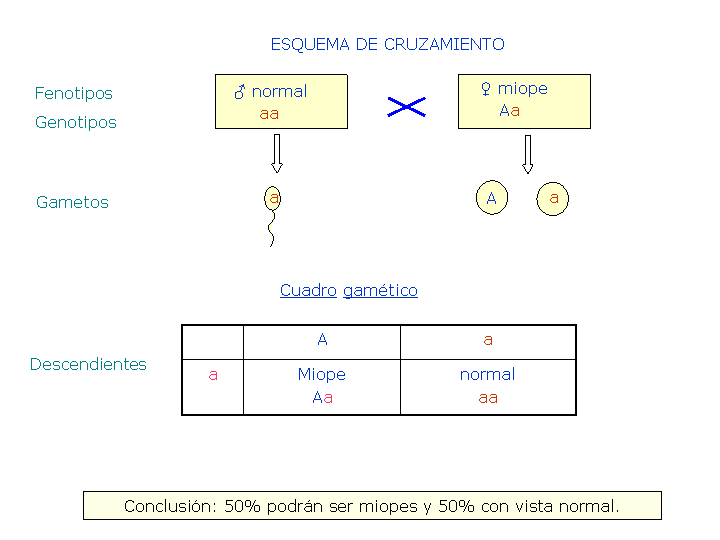 ESQUEMA DE CRUZAMIENTO
Fenotipos
♂ normal
♀ miope
Genotipos
aa
Aa
Gametos
a
A
a
Cuadro gamético
A
a
Descendientes
a
Miope
normal
Aa
aa
Conclusión: 50% podrán ser miopes y 50% con vista normal.